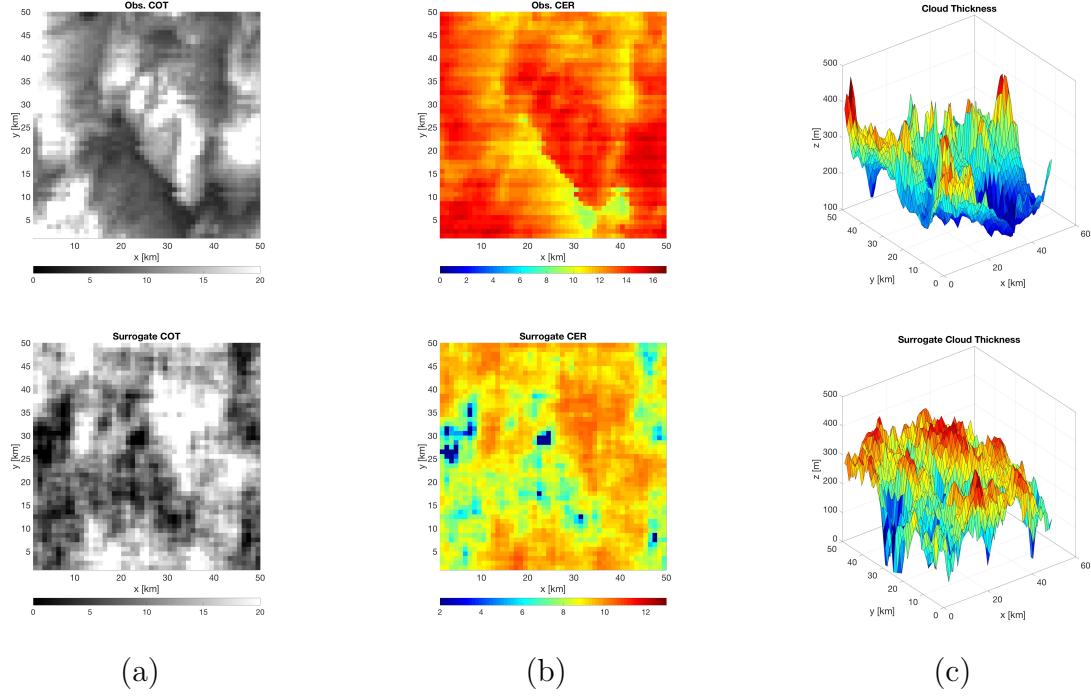 Obs. COT
50
45
40
35
30
25
20
15
10
5
y [km]
10 20 30 40 50
x [km]
0 5 10 15 20
Obs. CER
50
45
40
35
30
25
20
15
10
5
y [km]
10 20 30 40 50
x [km]
0 2 4 6 8 10 12 14 16
Cloud Thickness
500
400
300
200
100
z [m]
50 40 30 20 10 0
y [km]
0 20 40 60
x [km]
Surrogate COT
50
45
40
35
30
25
20
15
10
5
y [km]
10 20 30 40 50
x [km]
0 5 10 15 20
Surrogate CER
50
45
40
35
30
25
20
15
10
5
y [km]
10 20 30 40 50
x [km]
2 4 6 8 10 12
Surrogate Cloud Thickness
500
400
300
200
100
0
z [m]
50 40 30 20 10 0
y [km]
0 20 40 60
x [km]
(a) (b) (c)